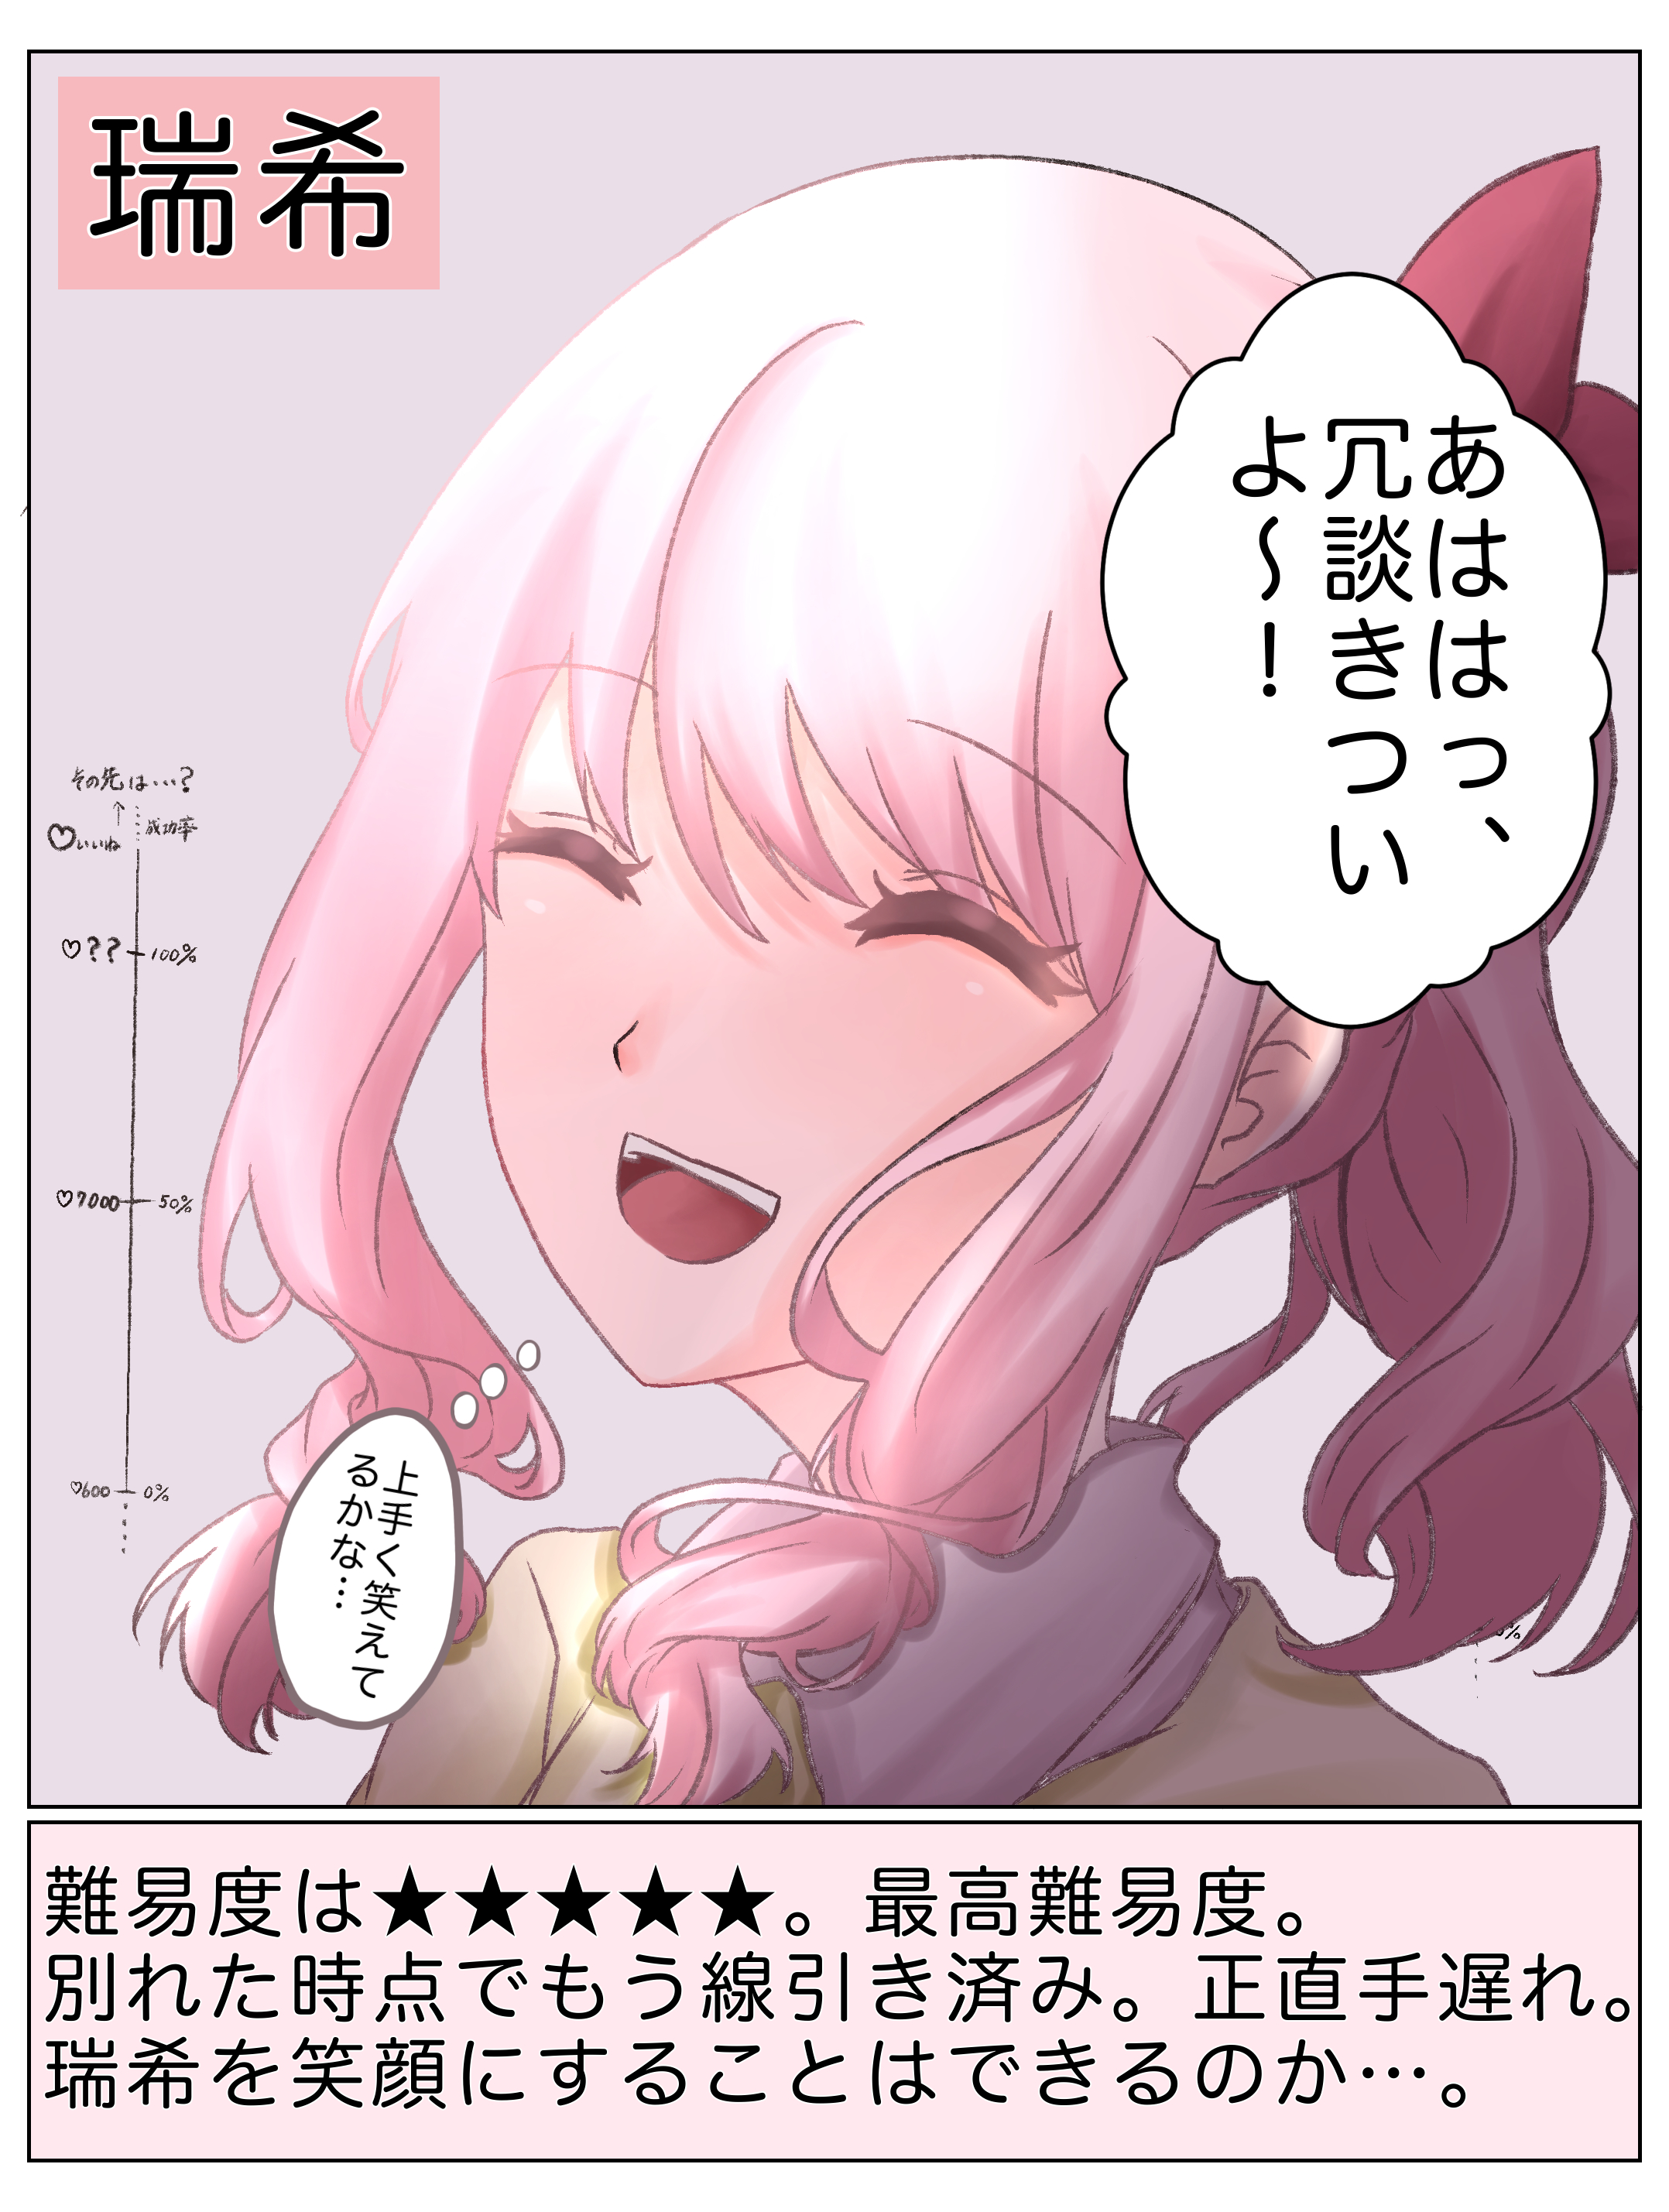 瑞希
あははっ、
冗談きつい
よ〜！
その先は…？
成功率
♡いいね
♡？？ 100%
♡7000 50%
♡600 0%
上手く笑えて
るかな…
難易度は★★★★★。最高難易度。
別れた時点でもう線引き済み。正直手遅れ。
瑞希を笑顔にすることはできるのか…。